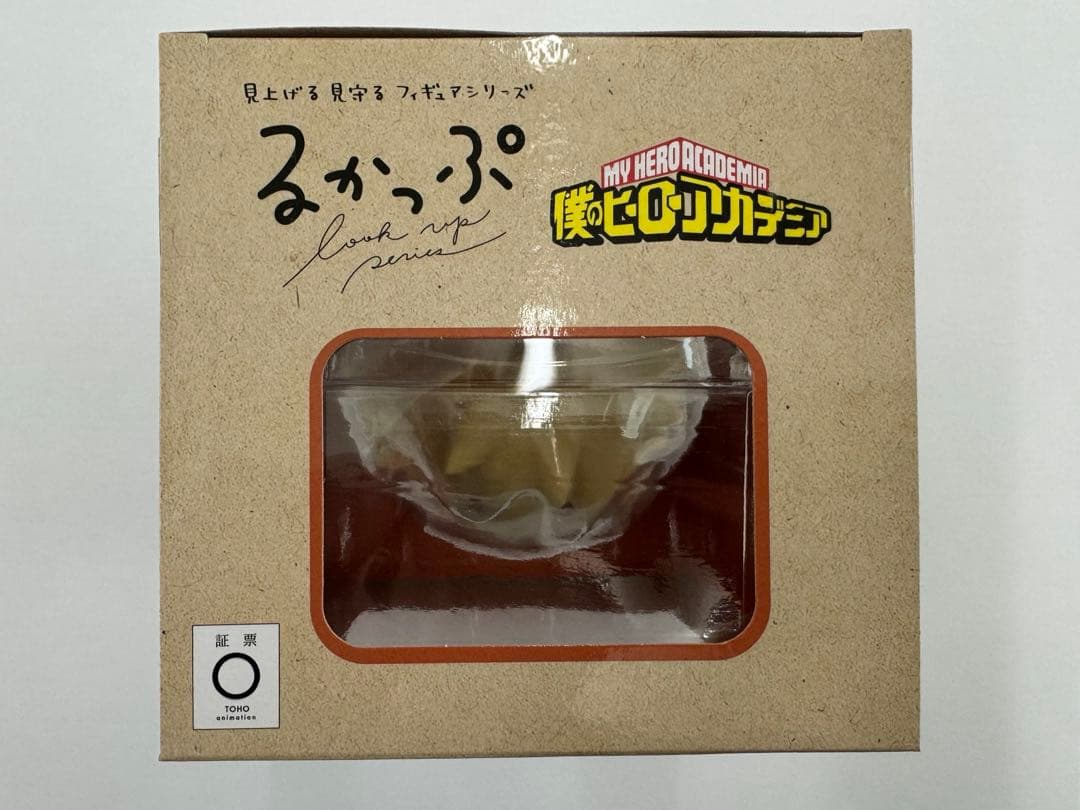 見上げる 見守る フィギュアシリーズ
るかっぷ
look up
series
MY HERO ACADEMIA
僕のヒーローアカデミア
証 票
TOHO
animation